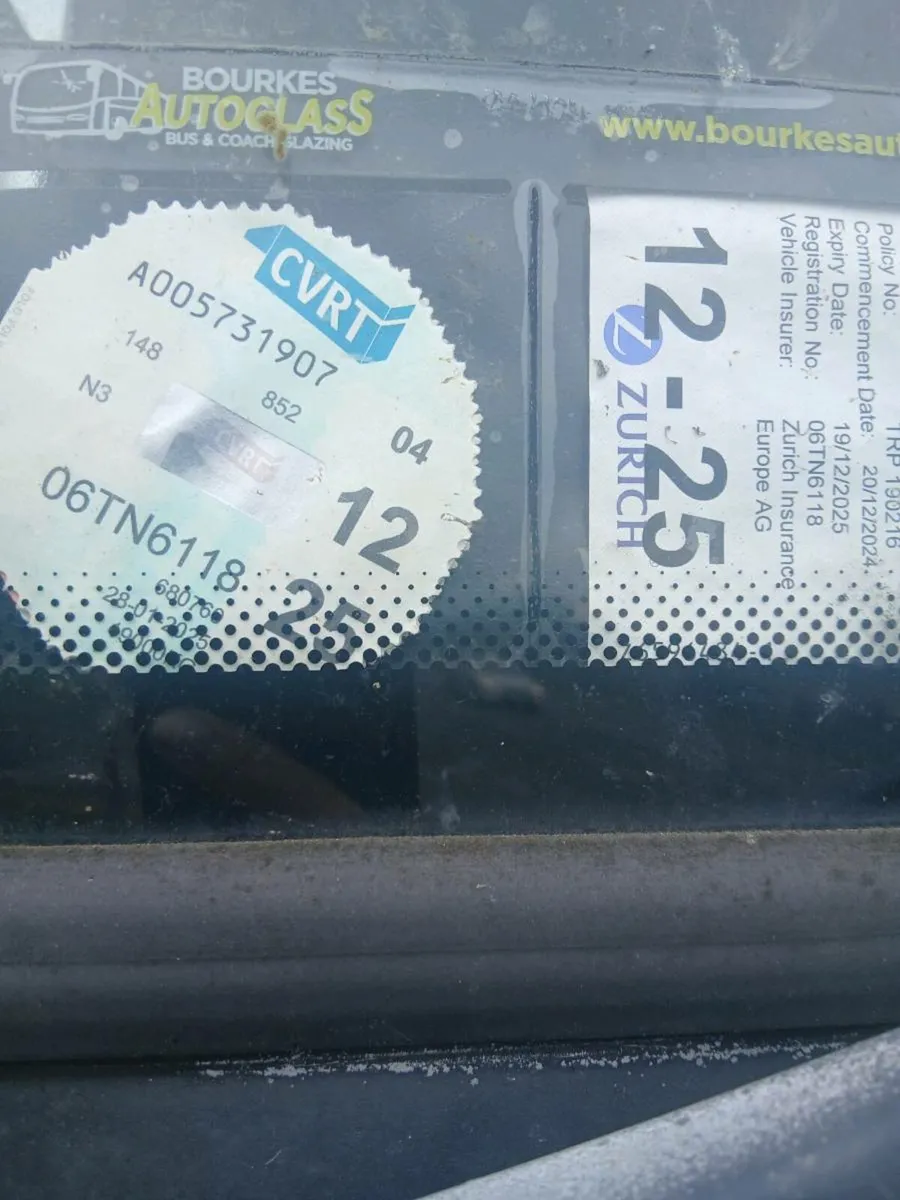 BOURKES
AUTOGLASS
BUS & COACH GLAZING
www.bourkesaut
CVRT
A005731907
148
852
N3
04
CVRT
06TN6118
12
25
680760
28-01-2025
12-25
ZURICH
Policy No: TRP 190216
Commencement Date: 20/12/2024
Expiry Date: 19/12/2025
Registration No.: 06TN6118
Vehicle Insurer: Zurich Insurance
Europe AG